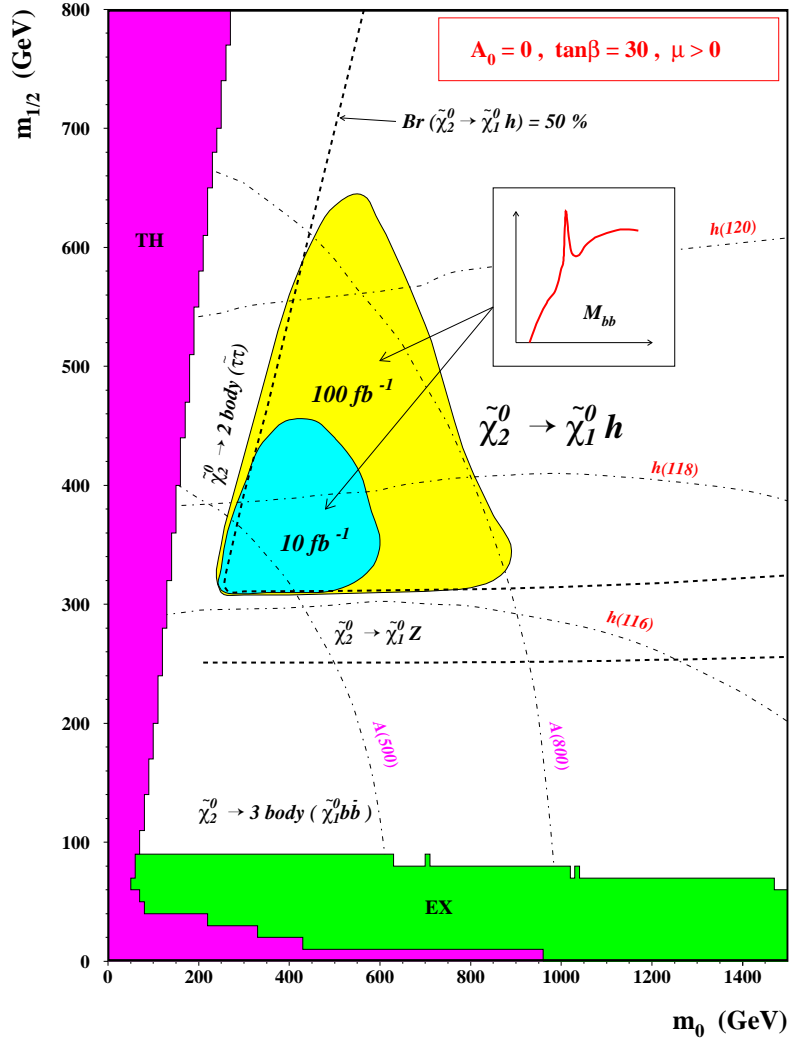 m₁/₂ (GeV)
800
700
600
500
400
300
200
100
0
A₀ = 0 , tanβ = 30 , μ > 0
Br (χ̃₂⁰ → χ̃₁⁰ h) = 50 %
TH
h(120)
M_bb
χ̃₂⁰ → 2 body (τ̃τ)
100 fb⁻¹
χ̃₂⁰ → χ̃₁⁰ h
h(118)
10 fb⁻¹
h(116)
χ̃₂⁰ → χ̃₁⁰ Z
A(500)
A(800)
χ̃₂⁰ → 3 body ( χ̃₁⁰bb̄ )
EX
0 200 400 600 800 1000 1200 1400
m₀ (GeV)